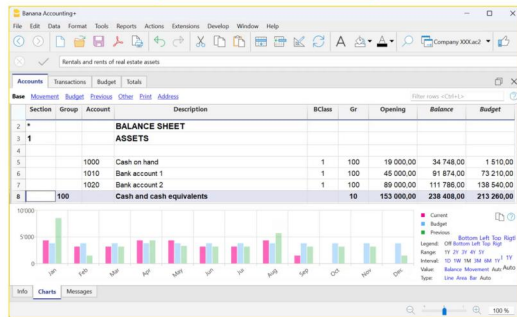 Banana Accounting+
File Edit Data Format Tools Reports Actions Extensions Develop Window Help
Company XXX.ac2
Rentals and rents of real estate assets
Accounts Transactions Budget Totals
Base Movement Budget Previous Other Print Address Filter rows <Ctrl+L>
Section Group Account Description BClass Gr Opening Balance Budget
2 * BALANCE SHEET
3 1 ASSETS
4
5 1000 Cash on hand 1 100 19 000,00 34 748,00 1 510,00
6 1010 Bank account 1 1 100 45 000,00 91 874,00 73 210,00
7 1020 Bank account 2 1 100 89 000,00 111 786,00 138 540,00
8 100 Cash and cash equivalents 10 153 000,00 238 408,00 213 260,00
10'000
5'000
0
Jan Feb Mar Apr May Jun Jul Aug Sep Oct Nov Dec
Current
Budget
Previous
Bottom Left Top Rigtl
Legend: Off Bottom Left Top Rigt
Range: 1Y 2Y 3Y 4Y 5Y
Interval: 1D 1W 1M 3M 6M 1Y 1 1Y
Value: Balance Movement Auto Auto
Type: Line Area Bar Auto
Info Charts Messages
100 %